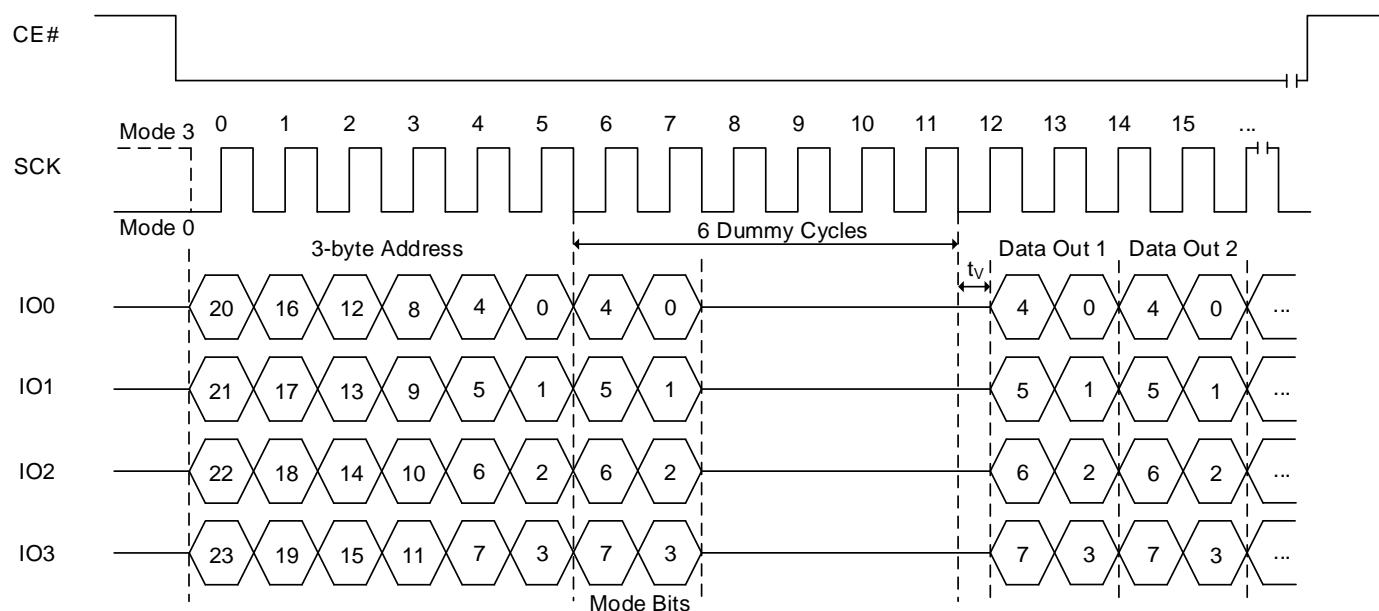 CE#
Mode 3 0 1 2 3 4 5 6 7 8 9 10 11 12 13 14 15 ...
SCK
Mode 0
3-byte Address 6 Dummy Cycles Data Out 1 Data Out 2
tV
IO0 20 16 12 8 4 0 4 0 4 0 4 0 ...
IO1 21 17 13 9 5 1 5 1 5 1 5 1 ...
IO2 22 18 14 10 6 2 6 2 6 2 6 2 ...
IO3 23 19 15 11 7 3 7 3 7 3 7 3 ...
Mode Bits